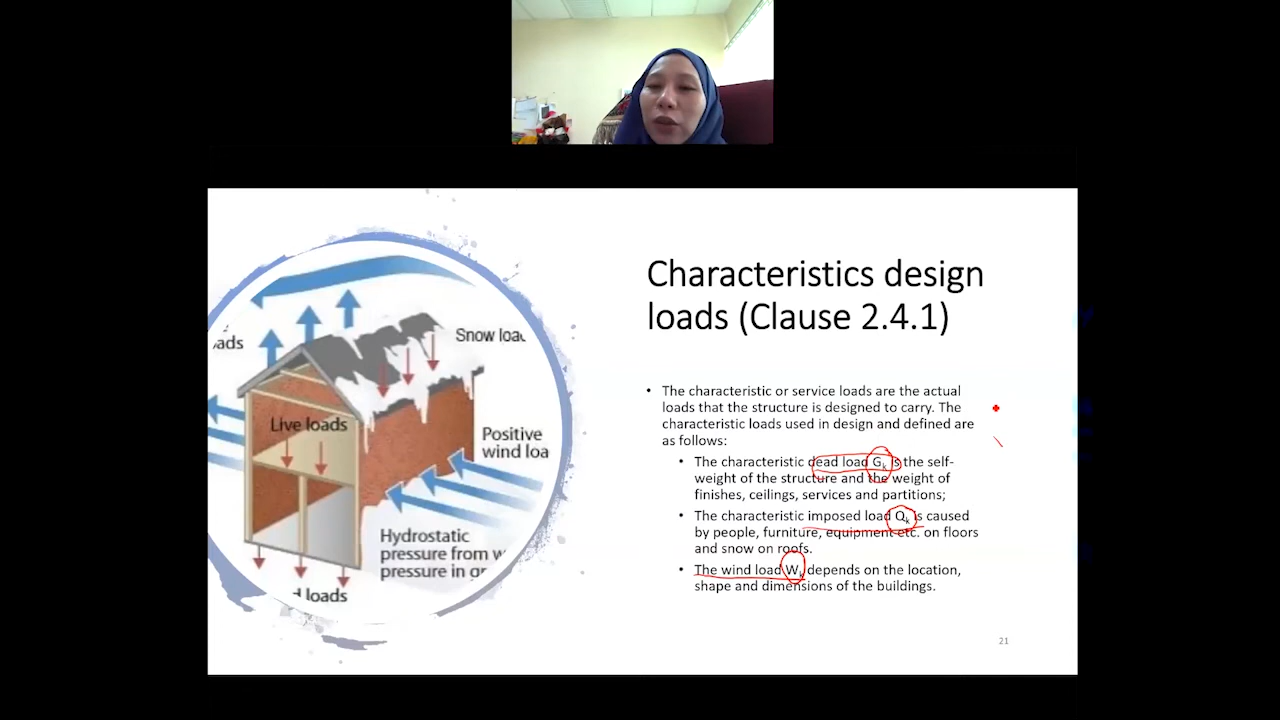 Characteristics design
loads (Clause 2.4.1)
• The characteristic or service loads are the actual
loads that the structure is designed to carry. The
characteristic loads used in design and defined are
as follows:
• The characteristic dead load Gk is the self-
weight of the structure and the weight of
finishes, ceilings, services and partitions;
• The characteristic imposed load Qk is caused
by people, furniture, equipment etc. on floors
and snow on roofs.
• The wind load Wk depends on the location,
shape and dimensions of the buildings.
21
Snow loa
ads
Live loads
Positive
wind loa
Hydrostatic
pressure from w
pressure in gr
loads